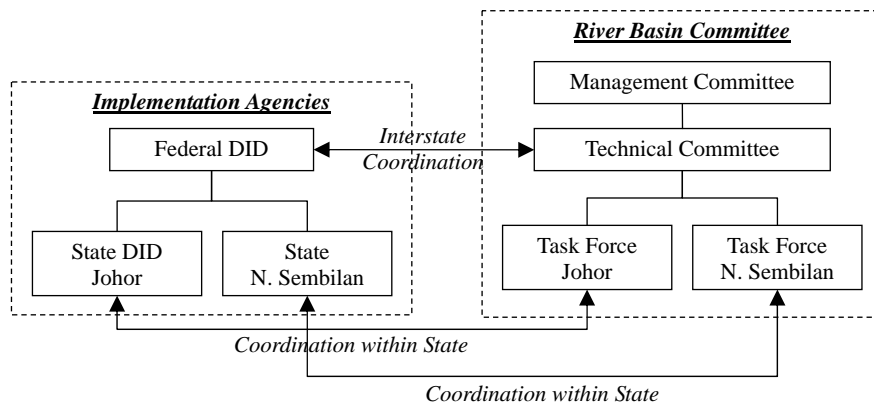 River Basin Committee
Management Committee
Implementation Agencies
Interstate
Coordination
Federal DID
Technical Committee
State DID
Johor
State
N. Sembilan
Task Force
Johor
Task Force
N. Sembilan
Coordination within State
Coordination within State